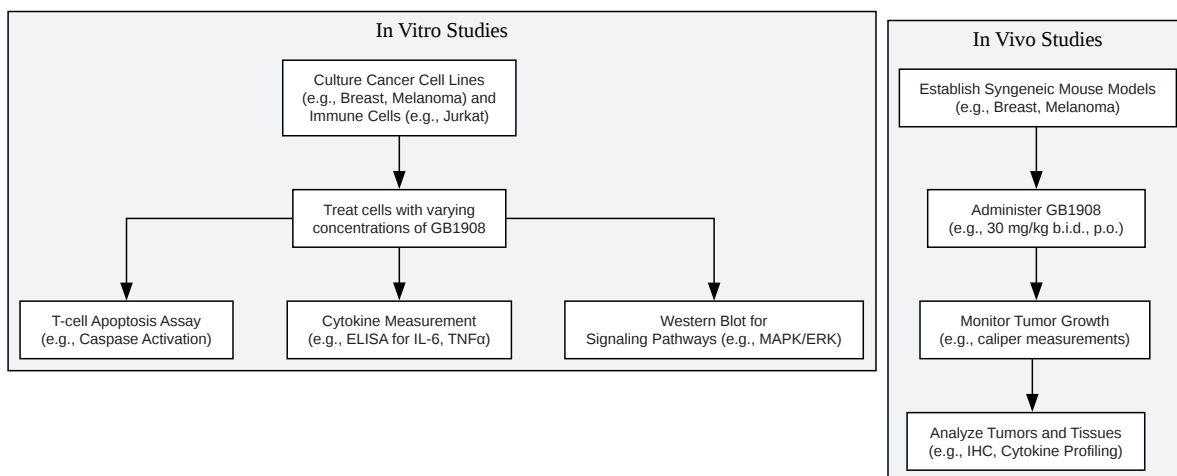 In Vitro Studies
Culture Cancer Cell Lines
(e.g., Breast, Melanoma) and
Immune Cells (e.g., Jurkat)
Treat cells with varying
concentrations of GB1908
T-cell Apoptosis Assay
(e.g., Caspase Activation)
Cytokine Measurement
(e.g., ELISA for IL-6, TNFα)
Western Blot for
Signaling Pathways (e.g., MAPK/ERK)
In Vivo Studies
Establish Syngeneic Mouse Models
(e.g., Breast, Melanoma)
Administer GB1908
(e.g., 30 mg/kg b.i.d., p.o.)
Monitor Tumor Growth
(e.g., caliper measurements)
Analyze Tumors and Tissues
(e.g., IHC, Cytokine Profiling)